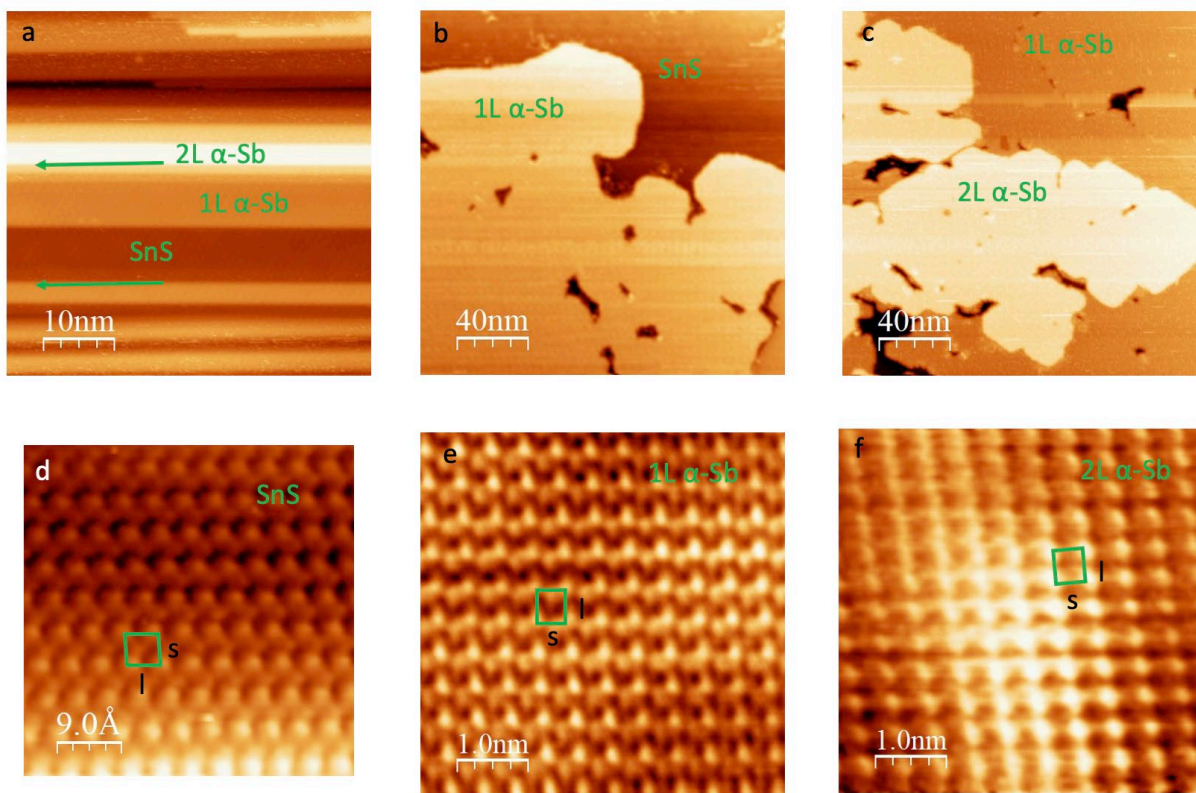 a
2L α-Sb
1L α-Sb
SnS
10nm
b
SnS
1L α-Sb
40nm
c
1L α-Sb
2L α-Sb
40nm
d
SnS
s
l
9.0Å
e
1L α-Sb
l
s
1.0nm
f
2L α-Sb
l
s
1.0nm